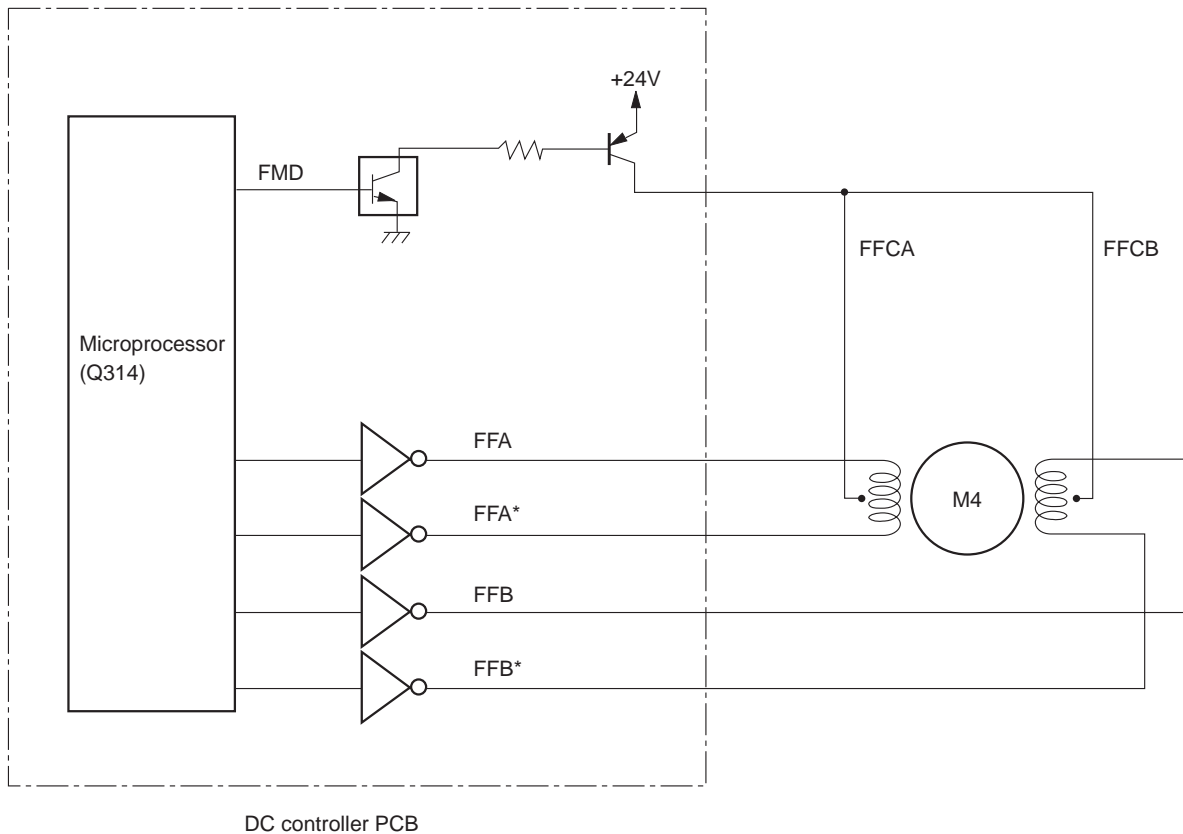 +24V
FMD
FFCA
FFCB
Microprocessor
(Q314)
FFA
FFA*
M4
FFB
FFB*
DC controller PCB